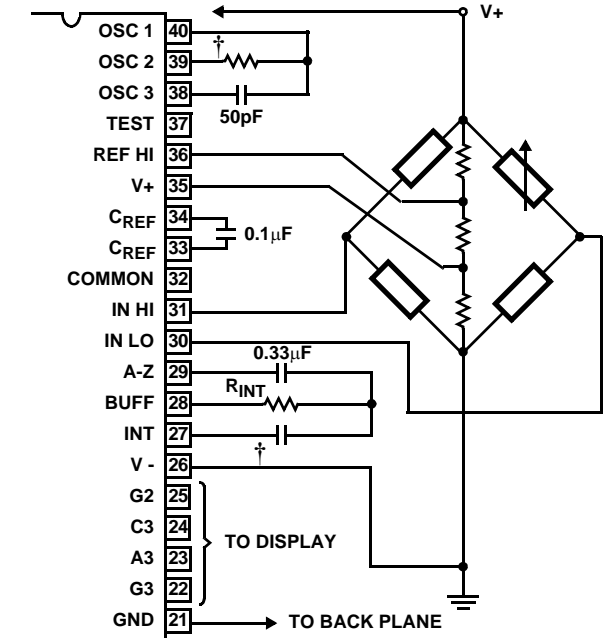 V+
OSC 1 40
OSC 2 39 †
OSC 3 38
50pF
TEST 37
REF HI 36
V+ 35
CREF 34
0.1µF
CREF 33
COMMON 32
IN HI 31
IN LO 30
0.33µF
A-Z 29
RINT
BUFF 28
INT 27
†
V - 26
G2 25
C3 24
TO DISPLAY
A3 23
G3 22
GND 21 TO BACK PLANE